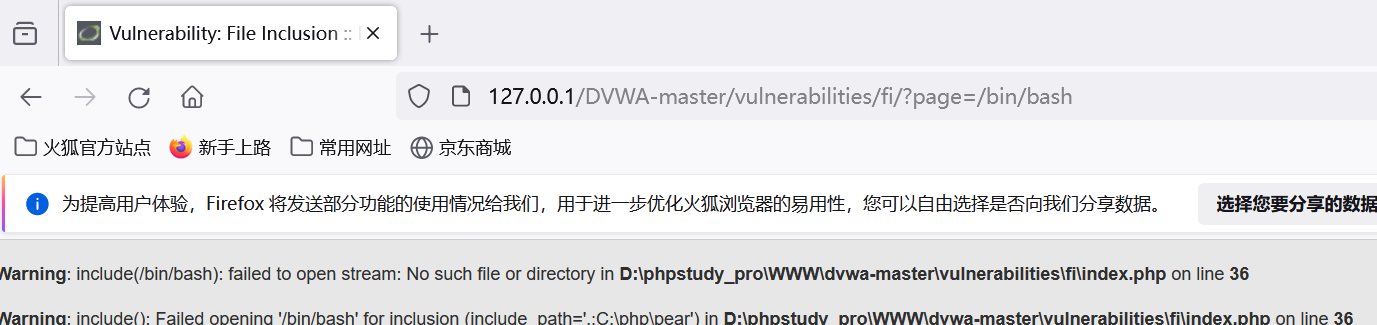 Vulnerability: File Inclusion ::
127.0.0.1/DVWA-master/vulnerabilities/fi/?page=/bin/bash
火狐官方站点 新手上路 常用网址 京东商城
为提高用户体验，Firefox 将发送部分功能的使用情况给我们，用于进一步优化火狐浏览器的易用性，您可以自由选择是否向我们分享数据。 选择您要分享的数据
Warning: include(/bin/bash): failed to open stream: No such file or directory in D:\phpstudy_pro\WWW\dvwa-master\vulnerabilities\fi\index.php on line 36
Warning: include(): Failed opening '/bin/bash' for inclusion (include_path='.;C:\php\pear') in D:\phpstudy_pro\WWW\dvwa-master\vulnerabilities\fi\index.php on line 36